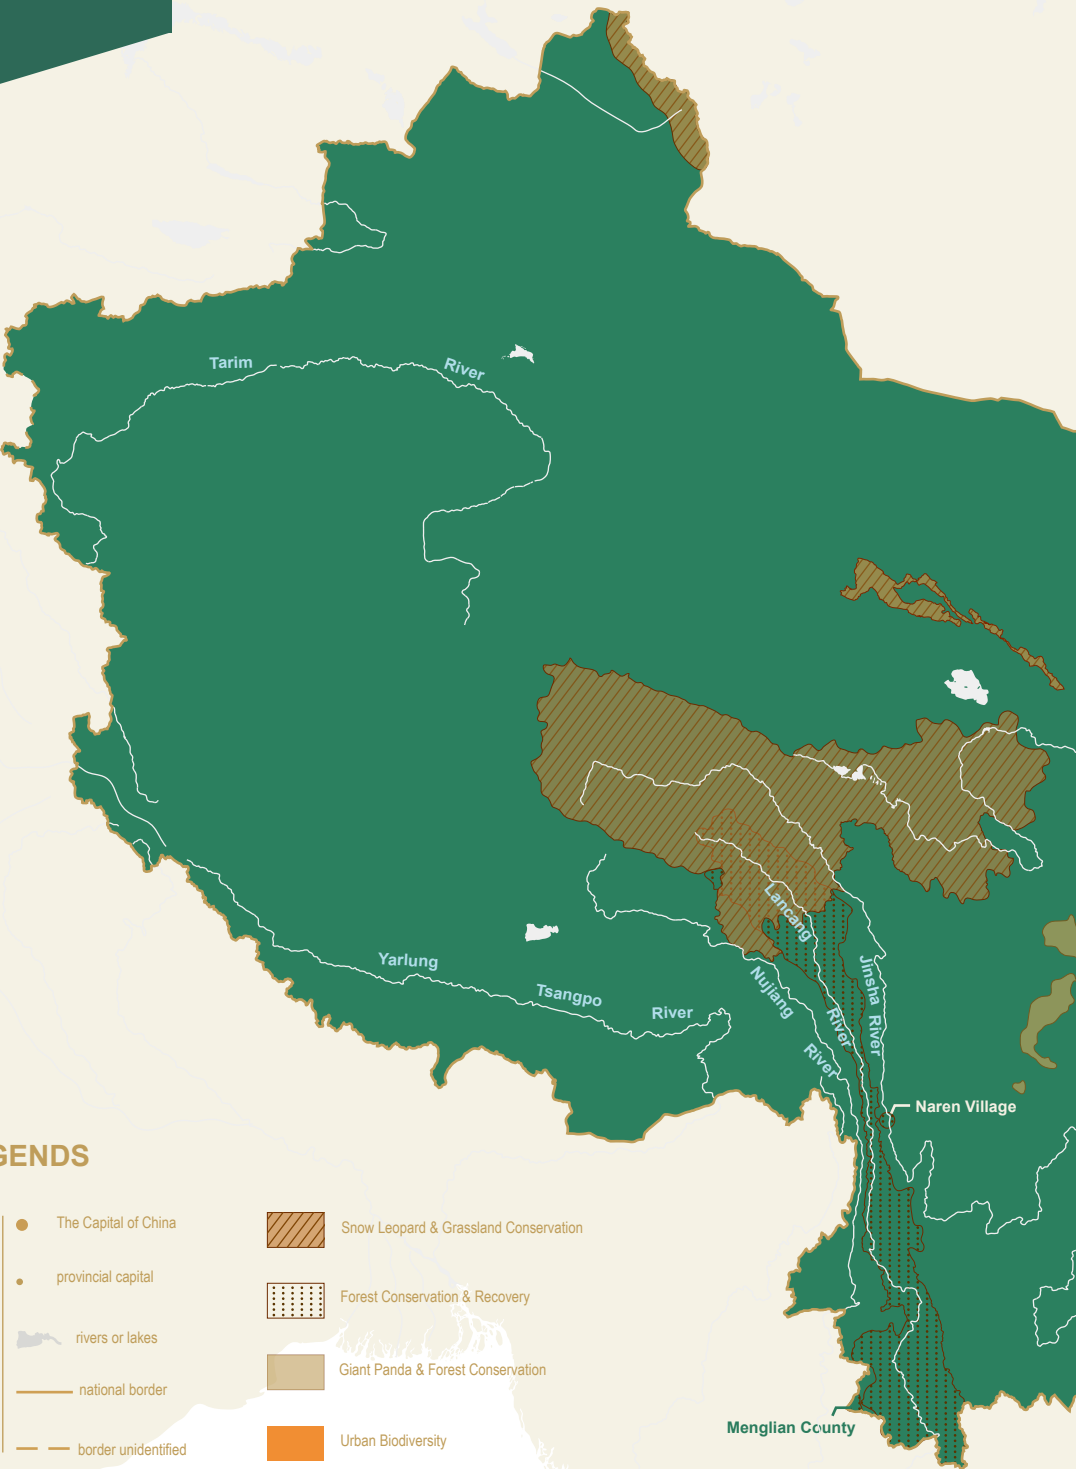 Tarim
River
Yarlung
Tsangpo
River
Lancang
River
Nujiang
River
Jinsha
River
Naren Village
Menglian County
GENDS
The Capital of China
provincial capital
rivers or lakes
national border
border unidentified
Snow Leopard & Grassland Conservation
Forest Conservation & Recovery
Giant Panda & Forest Conservation
Urban Biodiversity